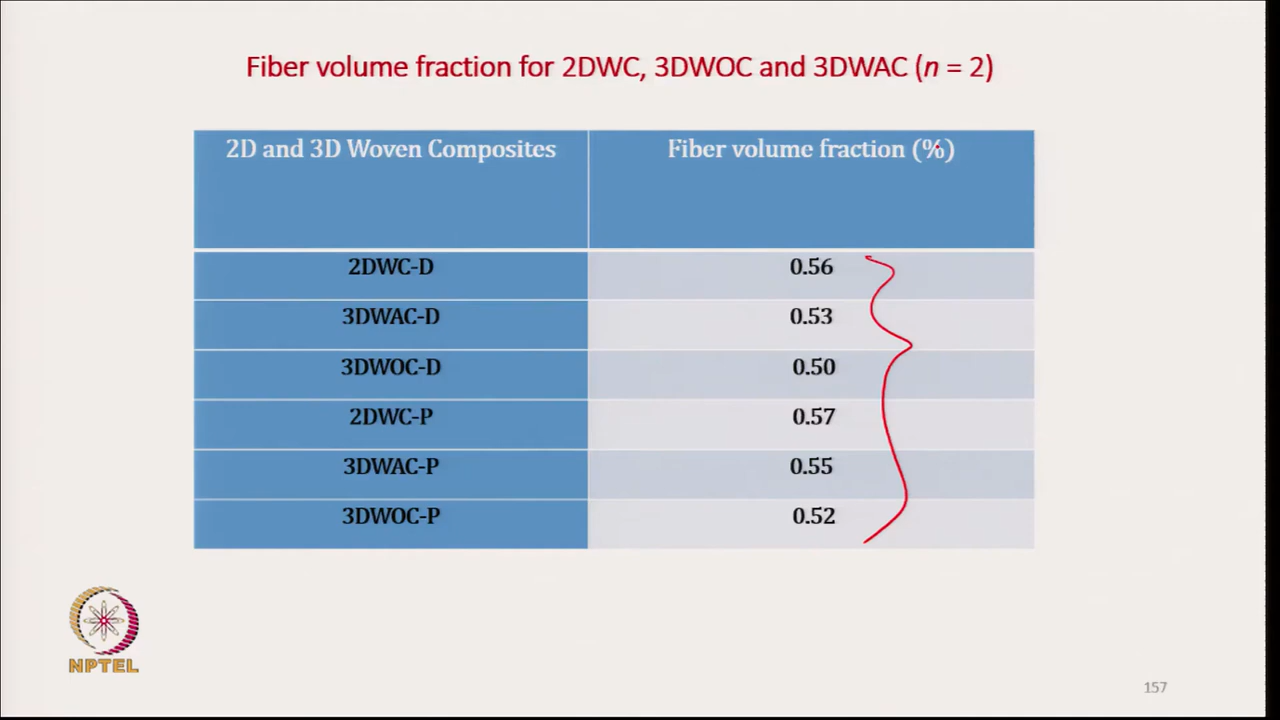 Fiber volume fraction for 2DWC, 3DWOC and 3DWAC (n = 2)
2D and 3D Woven Composites Fiber volume fraction (%)
2DWC-D 0.56
3DWAC-D 0.53
3DWOC-D 0.50
2DWC-P 0.57
3DWAC-P 0.55
3DWOC-P 0.52
NPTEL
157